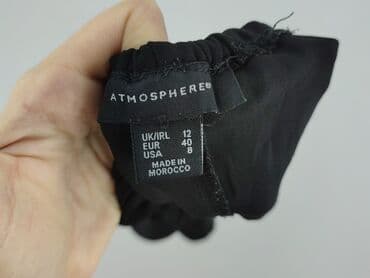 ATMOSPHERE®
UK/IRL 12
EUR 40
USA 8
MADE IN
MOROCCO